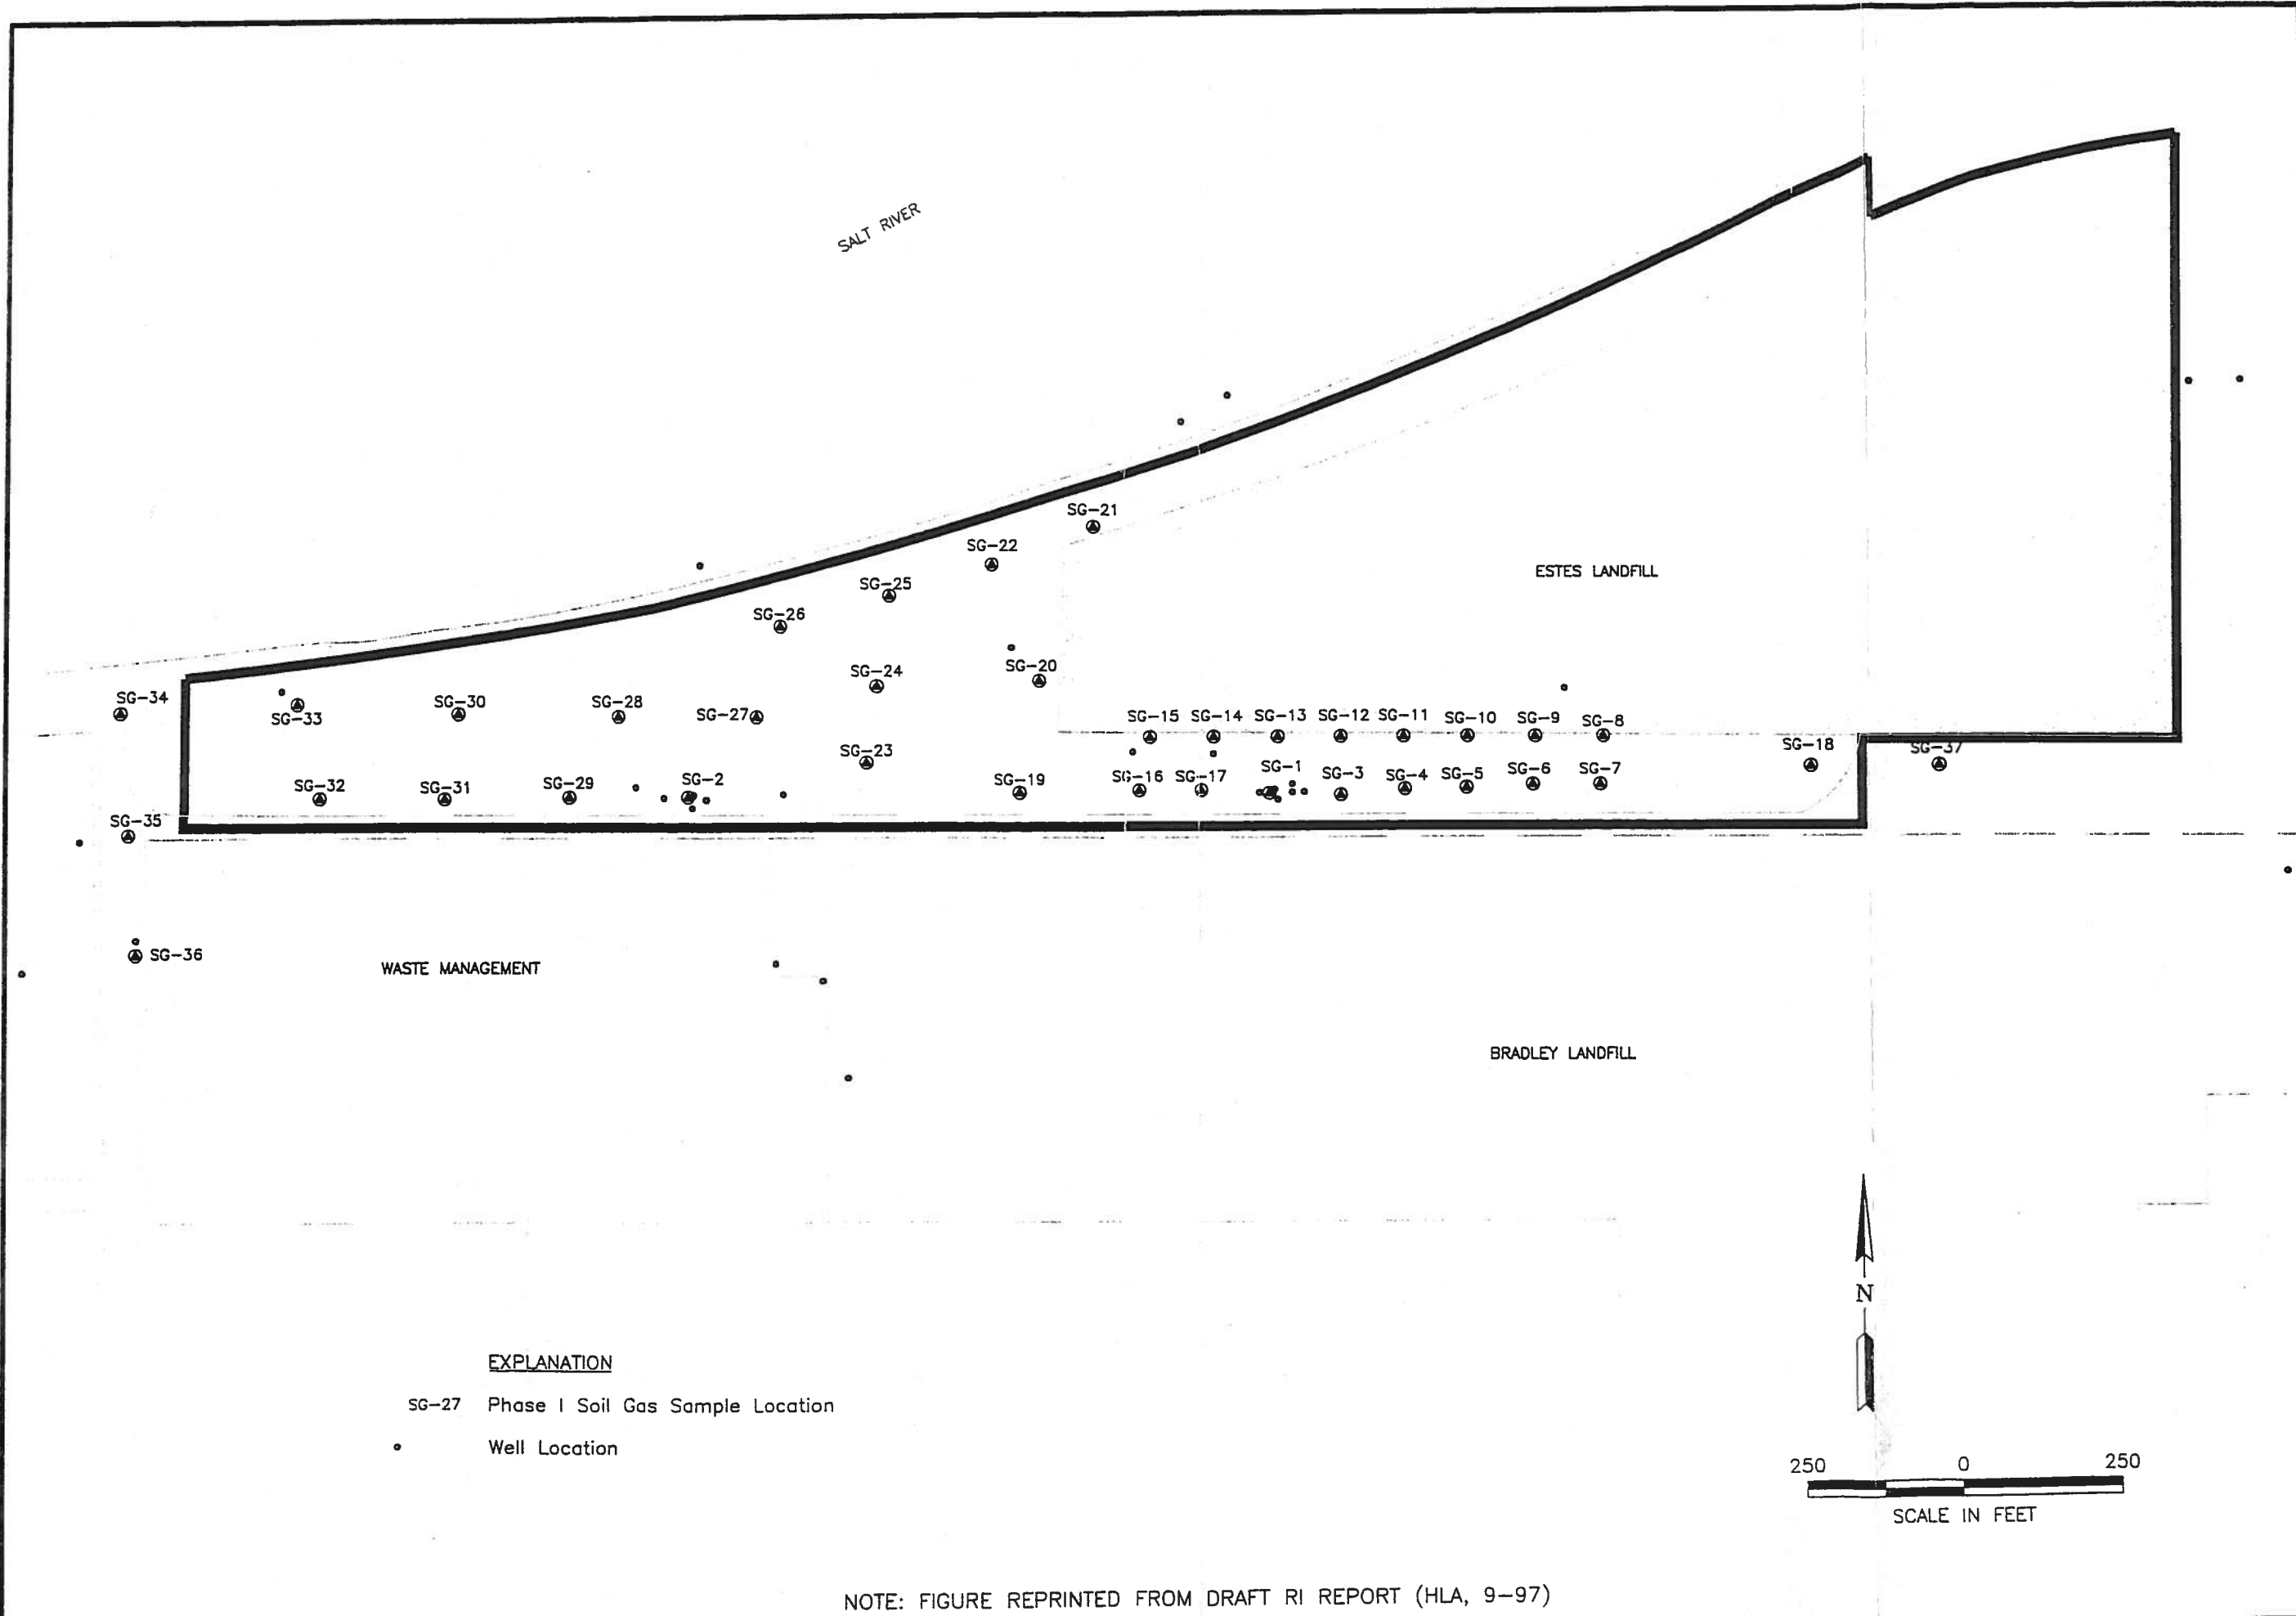 SALT RIVER
SG-21
SG-22
ESTES LANDFILL
SG-25
SG-26
SG-24
SG-20
SG-34
SG-33
SG-30
SG-28
SG-27
SG-15 SG-14 SG-13 SG-12 SG-11 SG-10 SG-9 SG-8
SG-23
SG-18
SG-37
SG-32
SG-31
SG-29
SG-2
SG-19
SG-16 SG-17 SG-1 SG-3 SG-4 SG-5 SG-6 SG-7
SG-35
SG-36
WASTE MANAGEMENT
BRADLEY LANDFILL
N
EXPLANATION
SG-27 Phase I Soil Gas Sample Location
Well Location
250 0 250
SCALE IN FEET
NOTE: FIGURE REPRINTED FROM DRAFT RI REPORT (HLA, 9-97)